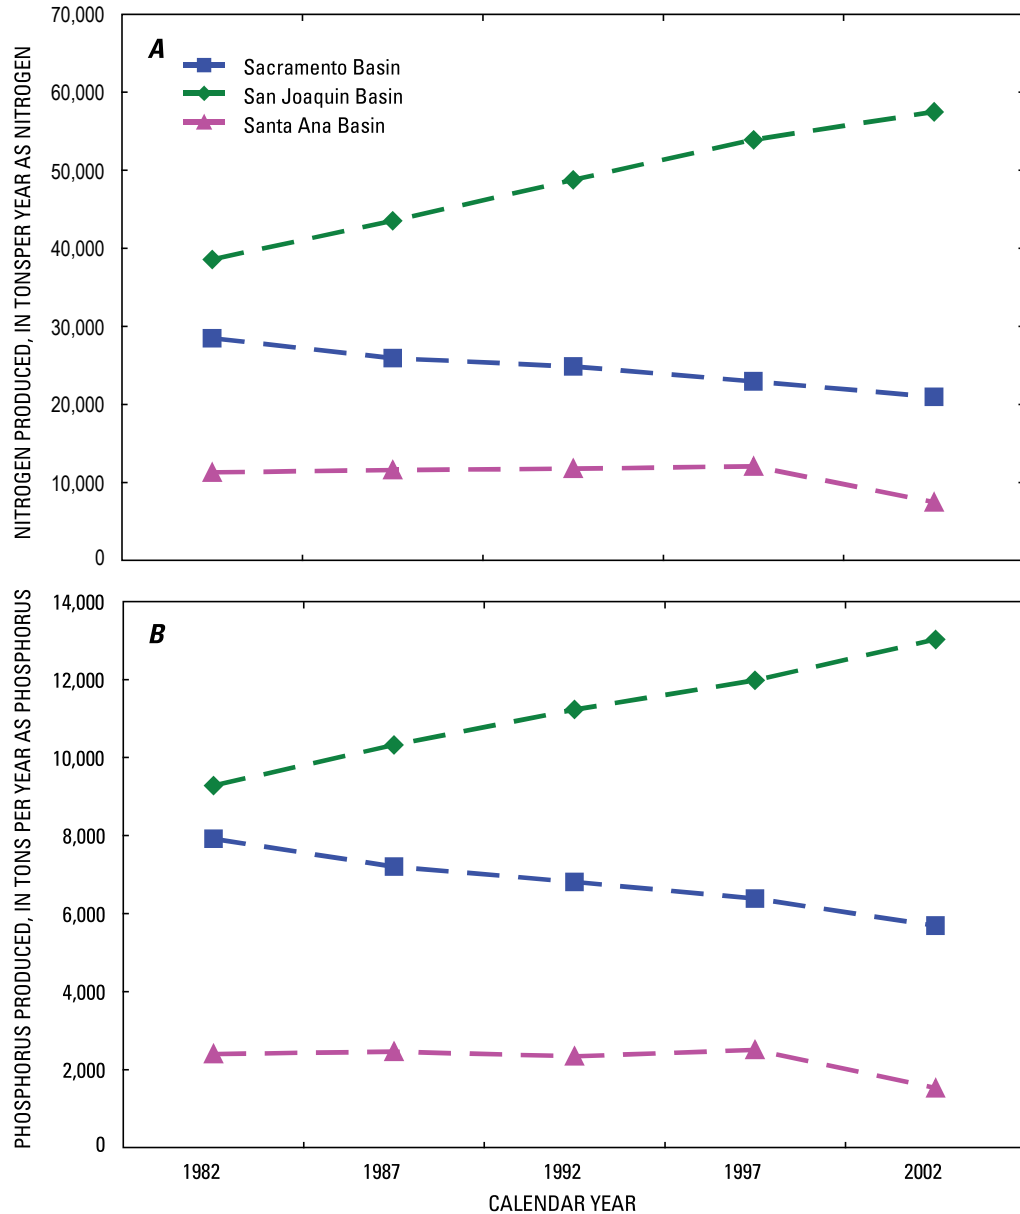 70,000
A
Sacramento Basin
60,000
San Joaquin Basin
Santa Ana Basin
50,000
40,000
30,000
20,000
10,000
0
NITROGEN PRODUCED, IN TONSPER YEAR AS NITROGEN
14,000
B
12,000
10,000
8,000
6,000
4,000
2,000
0
PHOSPHORUS PRODUCED, IN TONS PER YEAR AS PHOSPHORUS
1982 1987 1992 1997 2002
CALENDAR YEAR